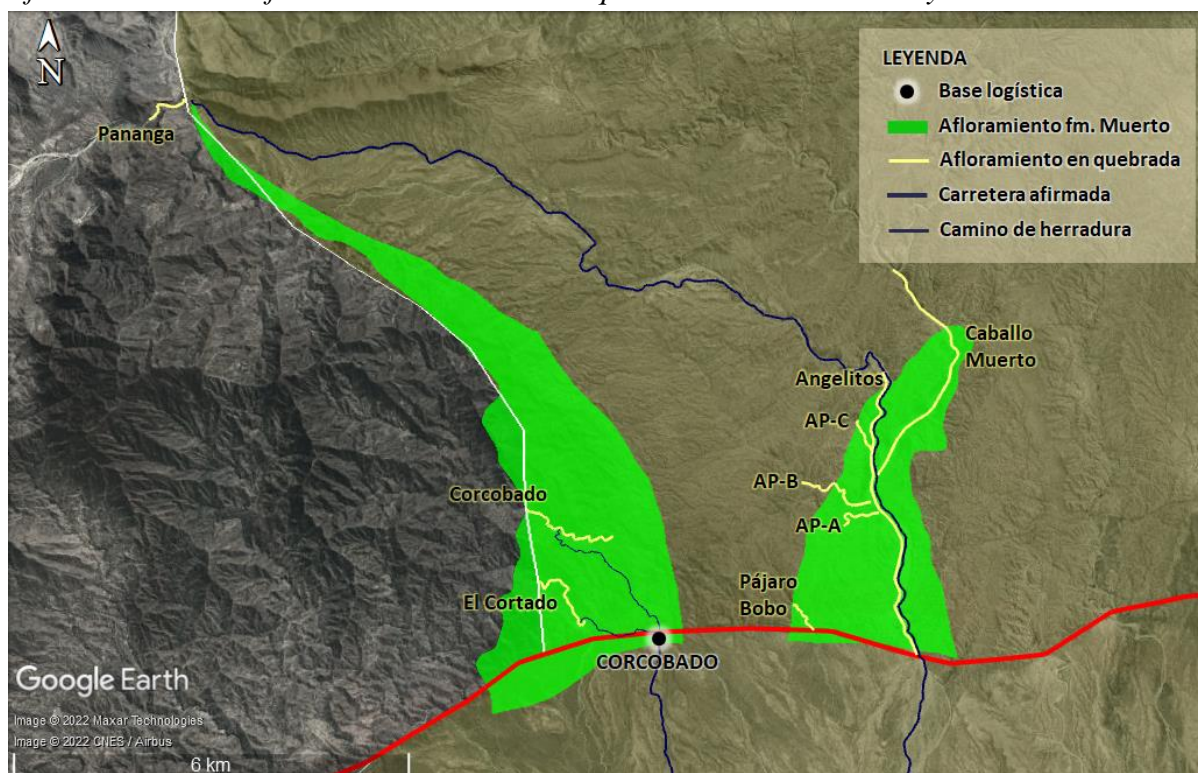 N
LEYENDA
Base logística
Afloramiento fm. Muerto
Afloramiento en quebrada
Carretera afirmada
Camino de herradura
Pananga
Caballo
Muerto
Angelitos
AP-C
AP-B
Corcobado
AP-A
Pájaro
Bobo
El Cortado
CORCOBADO
Google Earth
Image © 2022 Maxar Technologies
Image © 2022 CNES / Airbus
6 km